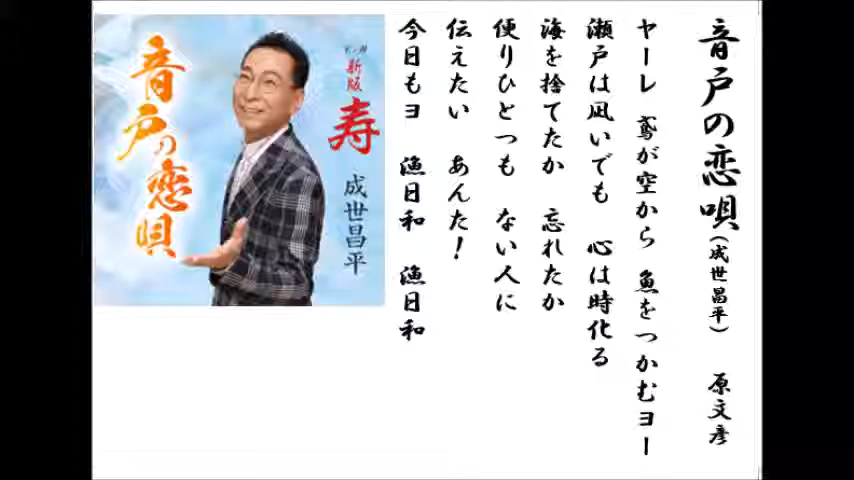 音戸の恋唄(成世昌平) 原文彦
ヤーレ 鳶が空から 魚をつかむヨー
瀬戸は凪いでも 心は時化る
海を捨てたか 忘れたか
便りひとつも ない人に
伝えたい あんた!
今日もヨ 漁日和 漁日和
新版
寿
成世昌平
音戸の恋唄